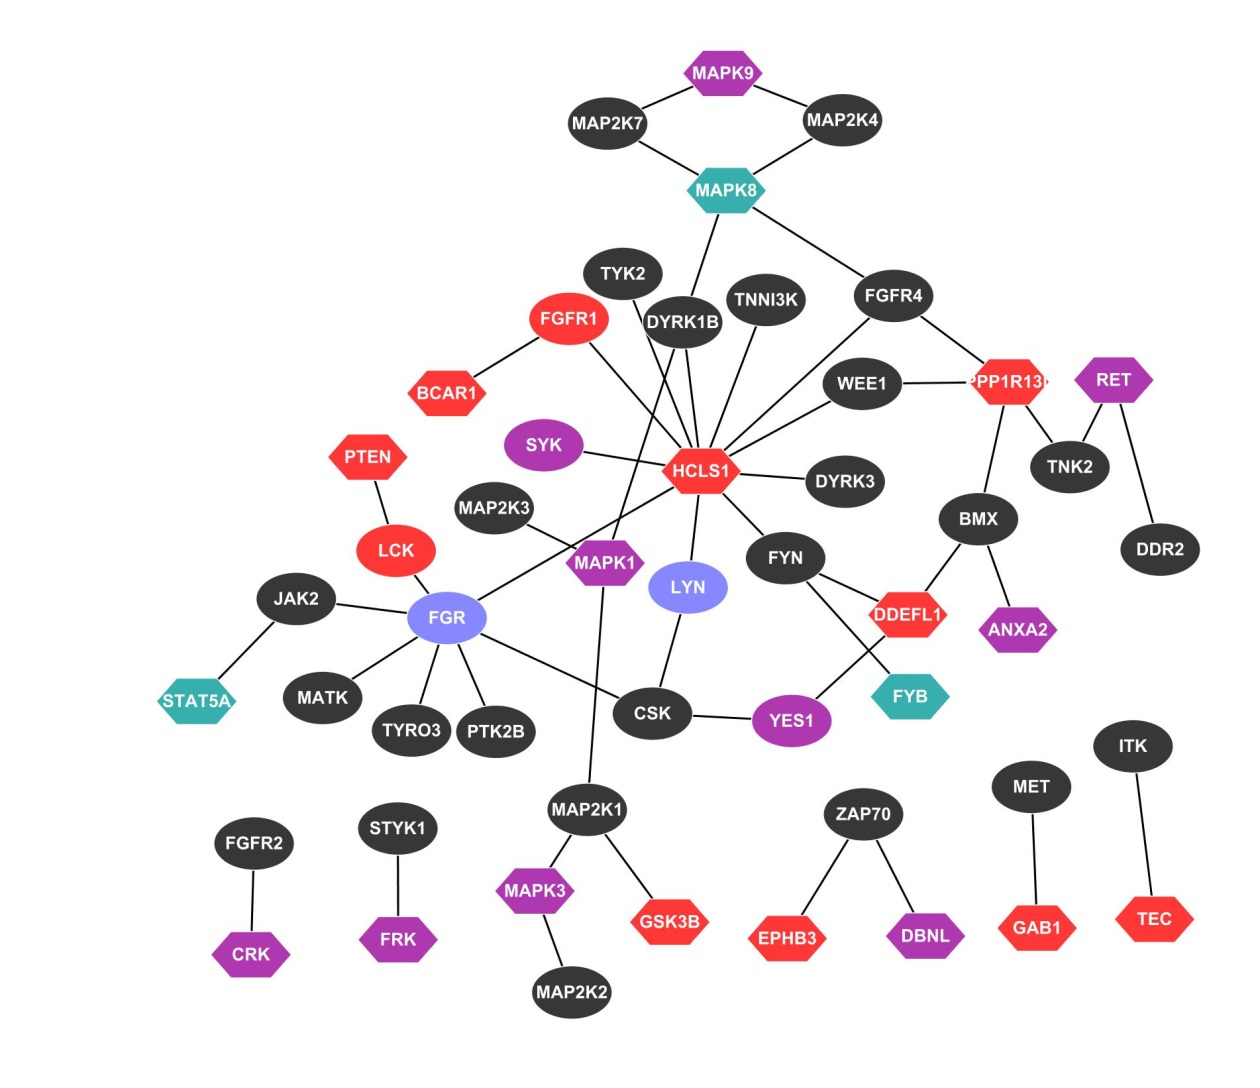 MAPK9
MAP2K7
MAP2K4
MAPK8
TYK2
TNNI3K
FGFR4
FGFR1
DYRK1B
BCAR1
WEE1
PPP1R13
RET
SYK
PTEN
HCLS1
TNK2
DYRK3
MAP2K3
BMX
LCK
DDR2
FYN
MAPK1
LYN
JAK2
FGR
DDEFL1
ANXA2
STAT5A
MATK
FYB
CSK
YES1
TYRO3
PTK2B
ITK
MET
MAP2K1
ZAP70
STYK1
FGFR2
MAPK3
GSK3B
TEC
GAB1
EPHB3
DBNL
FRK
CRK
MAP2K2